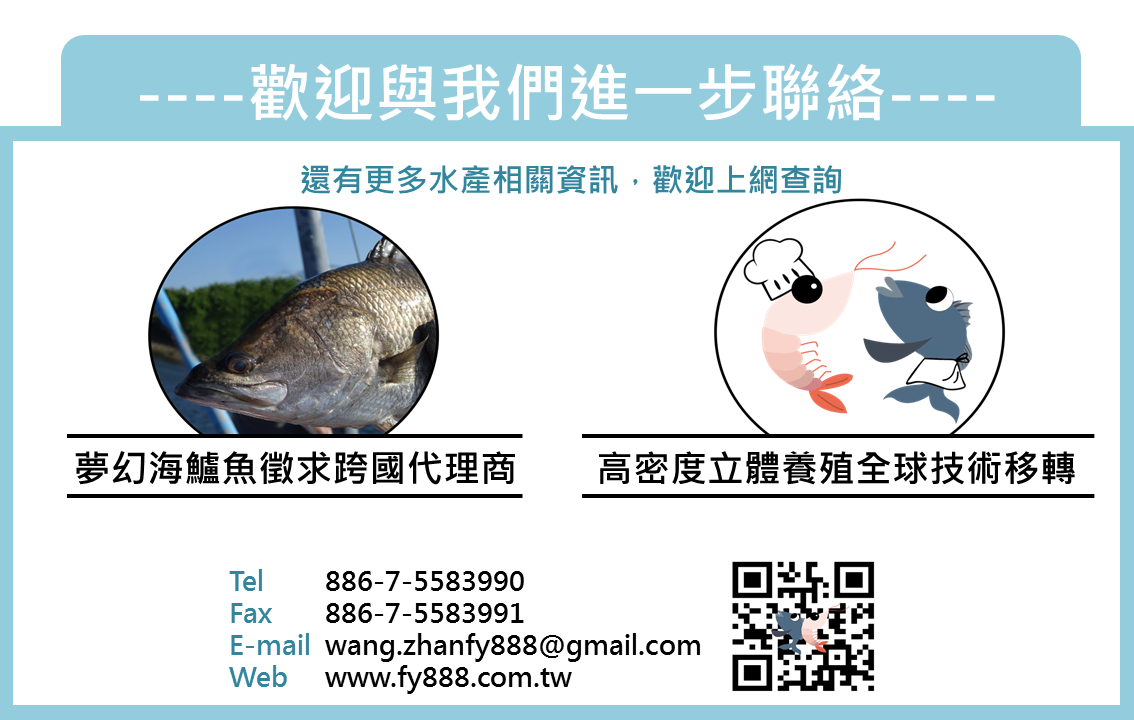 ----歡迎與我們進一步聯絡----
還有更多水產相關資訊，歡迎上網查詢
夢幻海鱸魚徵求跨國代理商
高密度立體養殖全球技術移轉
Tel 886-7-5583990
Fax 886-7-5583991
E-mail wang.zhanfy888@gmail.com
Web www.fy888.com.tw